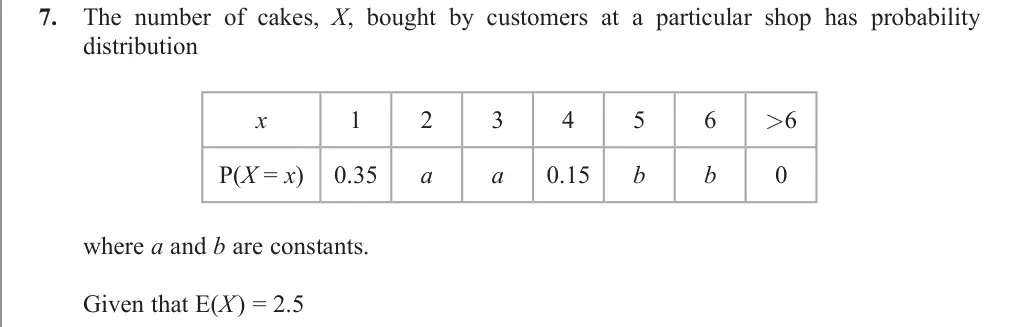 7. The number of cakes, X, bought by customers at a particular shop has probability
distribution
x 1 2 3 4 5 6 >6
P(X = x) 0.35 a a 0.15 b b 0
where a and b are constants.
Given that E(X) = 2.5